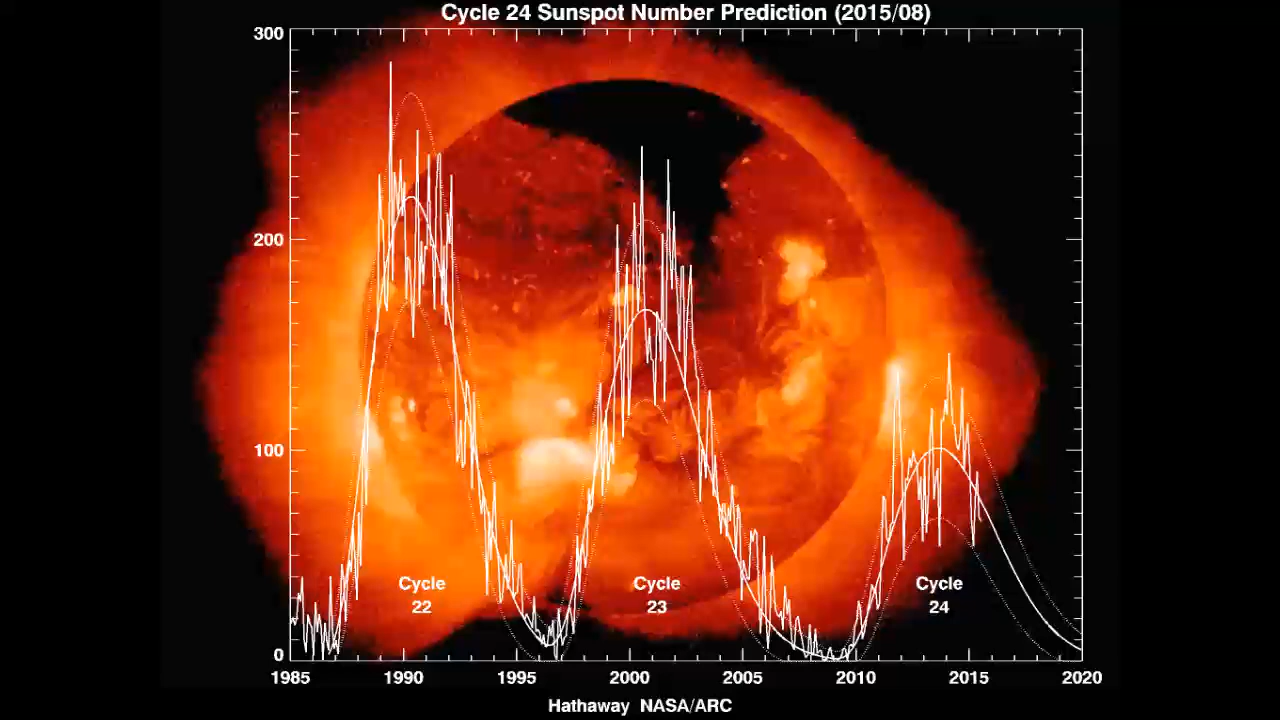 Cycle 24 Sunspot Number Prediction (2015/08)
300
200
100
0
Cycle
22
Cycle
23
Cycle
24
1985 1990 1995 2000 2005 2010 2015 2020
Hathaway NASA/ARC